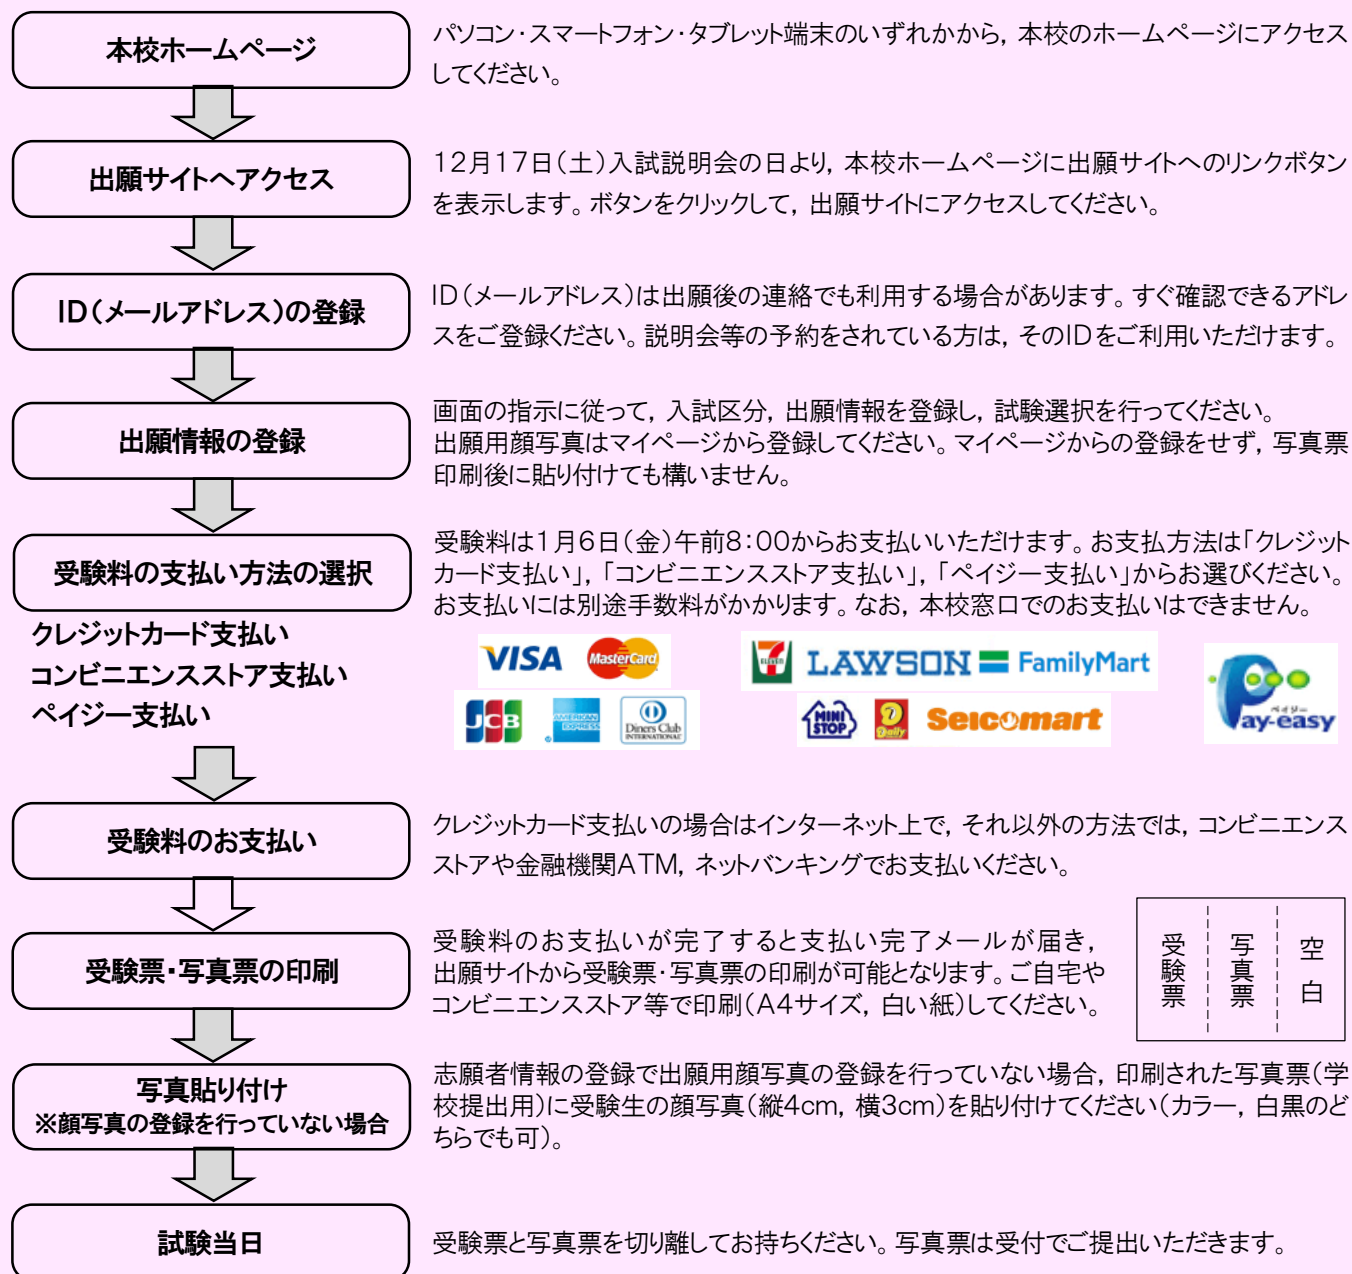 本校ホームページ
パソコン・スマートフォン・タブレット端末のいずれかから，本校のホームページにアクセス
してください。
出願サイトへアクセス
12月17日（土）入試説明会の日より，本校ホームページに出願サイトへのリンクボタン
を表示します。ボタンをクリックして，出願サイトにアクセスしてください。
ID（メールアドレス）の登録
ID（メールアドレス）は出願後の連絡でも利用する場合があります。すぐ確認できるアドレ
スをご登録ください。説明会等の予約をされている方は，そのIDをご利用いただけます。
出願情報の登録
画面の指示に従って，入試区分，出願情報を登録し，試験選択を行ってください。
出願用顔写真はマイページから登録してください。マイページからの登録をせず，写真票
印刷後に貼り付けても構いません。
受験料の支払い方法の選択
受験料は1月6日（金）午前8：00からお支払いいただけます。お支払方法は「クレジット
カード支払い」，「コンビニエンスストア支払い」，「ペイジー支払い」からお選びください。
お支払いには別途手数料がかかります。なお，本校窓口でのお支払いはできません。
クレジットカード支払い
コンビニエンスストア支払い
ペイジー支払い
VISA MasterCard
JCB AMERICAN EXPRESS Diners Club INTERNATIONAL
7 ELEVEN LAWSON FamilyMart
MINI STOP D Daily Seicomart
ペイジー
Pay-easy
受験料のお支払い
クレジットカード支払いの場合はインターネット上で，それ以外の方法では，コンビニエンス
ストアや金融機関ATM，ネットバンキングでお支払いください。
受験票・写真票の印刷
受験料のお支払いが完了すると支払い完了メールが届き，
出願サイトから受験票・写真票の印刷が可能となります。ご自宅や
コンビニエンスストア等で印刷（A4サイズ，白い紙）してください。
受験票
写真票
空白
写真貼り付け
※顔写真の登録を行っていない場合
志願者情報の登録で出願用顔写真の登録を行っていない場合，印刷された写真票（学
校提出用）に受験生の顔写真（縦4cm，横3cm）を貼り付けてください（カラー，白黒のど
ちらでも可）。
試験当日
受験票と写真票を切り離してお持ちください。写真票は受付でご提出いただきます。